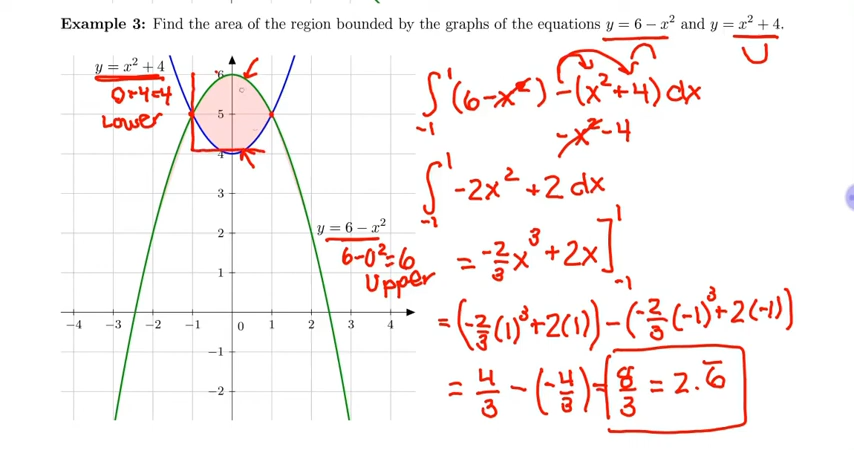 Example 3: Find the area of the region bounded by the graphs of the equations y = 6 − x² and y = x² + 4.
y = x² + 4
0+4=4
Lower
6
5
4
3
2
1
−4 −3 −2 −1 0 1 2 3 4
−1
−2
y = 6 − x²
6-0²=6
Upper
∫₋₁¹ (6-x²) -(x²+4) dx
-x²-4
∫₋₁¹ -2x² +2 dx
= -2/3 x³ +2x ]₋₁¹
= (-2/3 (1)³+2(1)) - (-2/3 (-1)³+2(-1))
= 4/3 - (-4/3) = 8/3 = 2.6̅